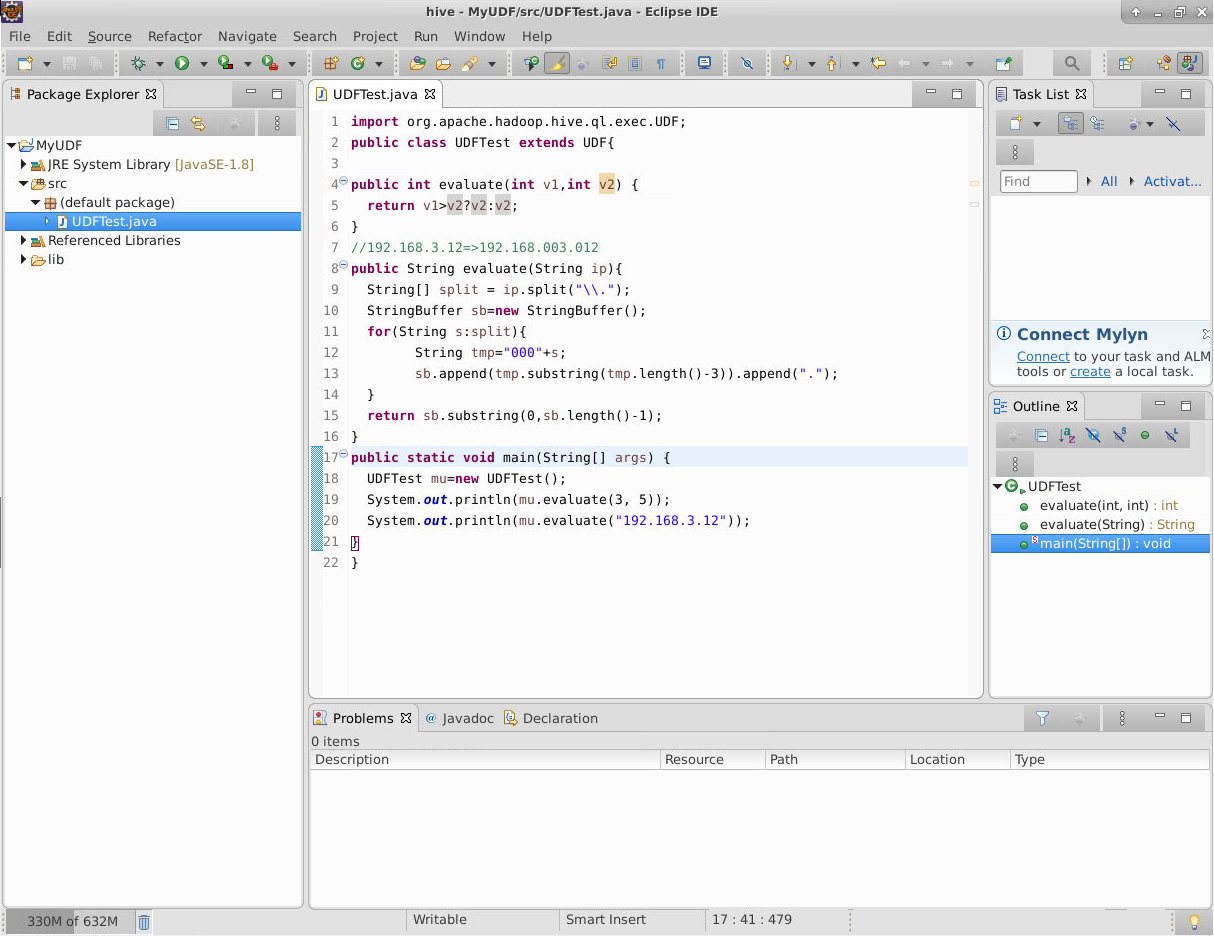 hive - MyUDF/src/UDFTest.java - Eclipse IDE
File Edit Source Refactor Navigate Search Project Run Window Help
Package Explorer
MyUDF
JRE System Library [JavaSE-1.8]
src
(default package)
UDFTest.java
Referenced Libraries
lib
UDFTest.java
1 import org.apache.hadoop.hive.ql.exec.UDF;
2 public class UDFTest extends UDF{
3
4 public int evaluate(int v1,int v2) {
5 return v1>v2?v2:v2;
6 }
7 //192.168.3.12=>192.168.003.012
8 public String evaluate(String ip){
9 String[] split = ip.split("\\.");
10 StringBuffer sb=new StringBuffer();
11 for(String s:split){
12 String tmp="000"+s;
13 sb.append(tmp.substring(tmp.length()-3)).append(".");
14 }
15 return sb.substring(0,sb.length()-1);
16 }
17 public static void main(String[] args) {
18 UDFTest mu=new UDFTest();
19 System.out.println(mu.evaluate(3, 5));
20 System.out.println(mu.evaluate("192.168.3.12"));
21 }
22 }
Task List
Find All Activat...
Connect Mylyn
Connect to your task and ALM
tools or create a local task.
Outline
UDFTest
evaluate(int, int) : int
evaluate(String) : String
main(String[]) : void
Problems Javadoc Declaration
0 items
Description Resource Path Location Type
330M of 632M Writable Smart Insert 17 : 41 : 479